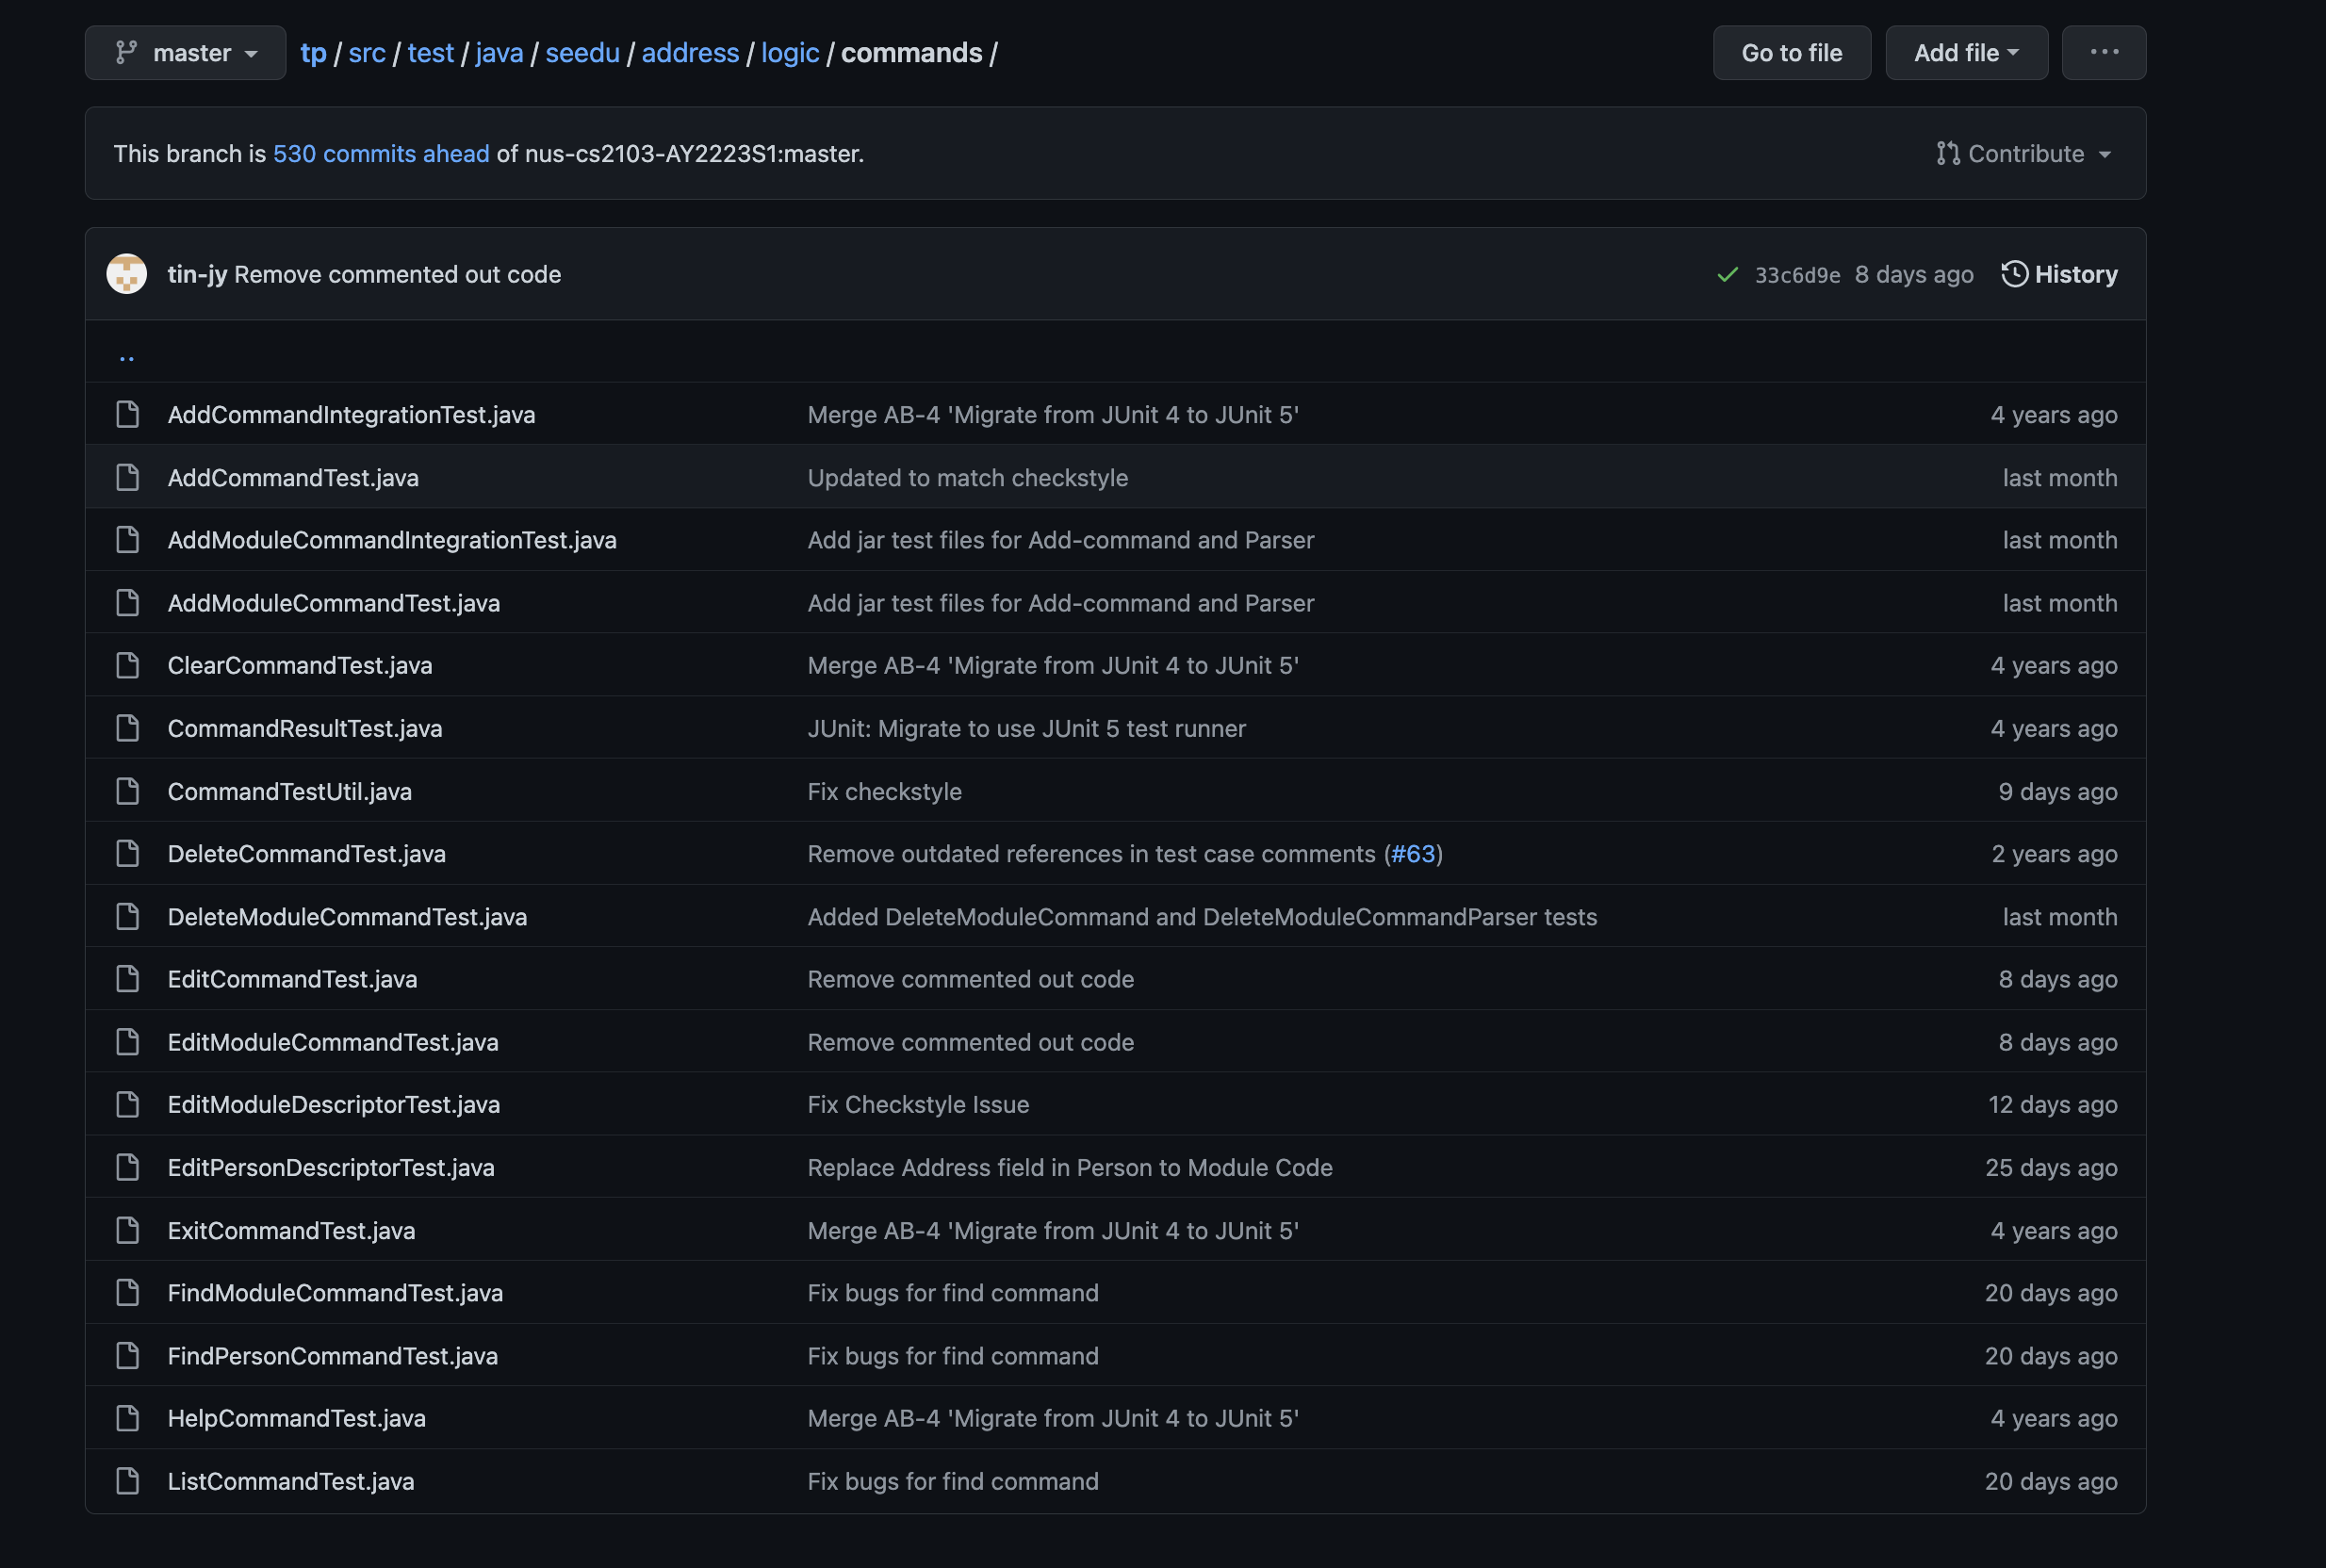 master tp / src / test / java / seedu / address / logic / commands / Go to file Add file ...
This branch is 530 commits ahead of nus-cs2103-AY2223S1:master. Contribute
tin-jy Remove commented out code 33c6d9e 8 days ago History
..
AddCommandIntegrationTest.java Merge AB-4 'Migrate from JUnit 4 to JUnit 5' 4 years ago
AddCommandTest.java Updated to match checkstyle last month
AddModuleCommandIntegrationTest.java Add jar test files for Add-command and Parser last month
AddModuleCommandTest.java Add jar test files for Add-command and Parser last month
ClearCommandTest.java Merge AB-4 'Migrate from JUnit 4 to JUnit 5' 4 years ago
CommandResultTest.java JUnit: Migrate to use JUnit 5 test runner 4 years ago
CommandTestUtil.java Fix checkstyle 9 days ago
DeleteCommandTest.java Remove outdated references in test case comments (#63) 2 years ago
DeleteModuleCommandTest.java Added DeleteModuleCommand and DeleteModuleCommandParser tests last month
EditCommandTest.java Remove commented out code 8 days ago
EditModuleCommandTest.java Remove commented out code 8 days ago
EditModuleDescriptorTest.java Fix Checkstyle Issue 12 days ago
EditPersonDescriptorTest.java Replace Address field in Person to Module Code 25 days ago
ExitCommandTest.java Merge AB-4 'Migrate from JUnit 4 to JUnit 5' 4 years ago
FindModuleCommandTest.java Fix bugs for find command 20 days ago
FindPersonCommandTest.java Fix bugs for find command 20 days ago
HelpCommandTest.java Merge AB-4 'Migrate from JUnit 4 to JUnit 5' 4 years ago
ListCommandTest.java Fix bugs for find command 20 days ago